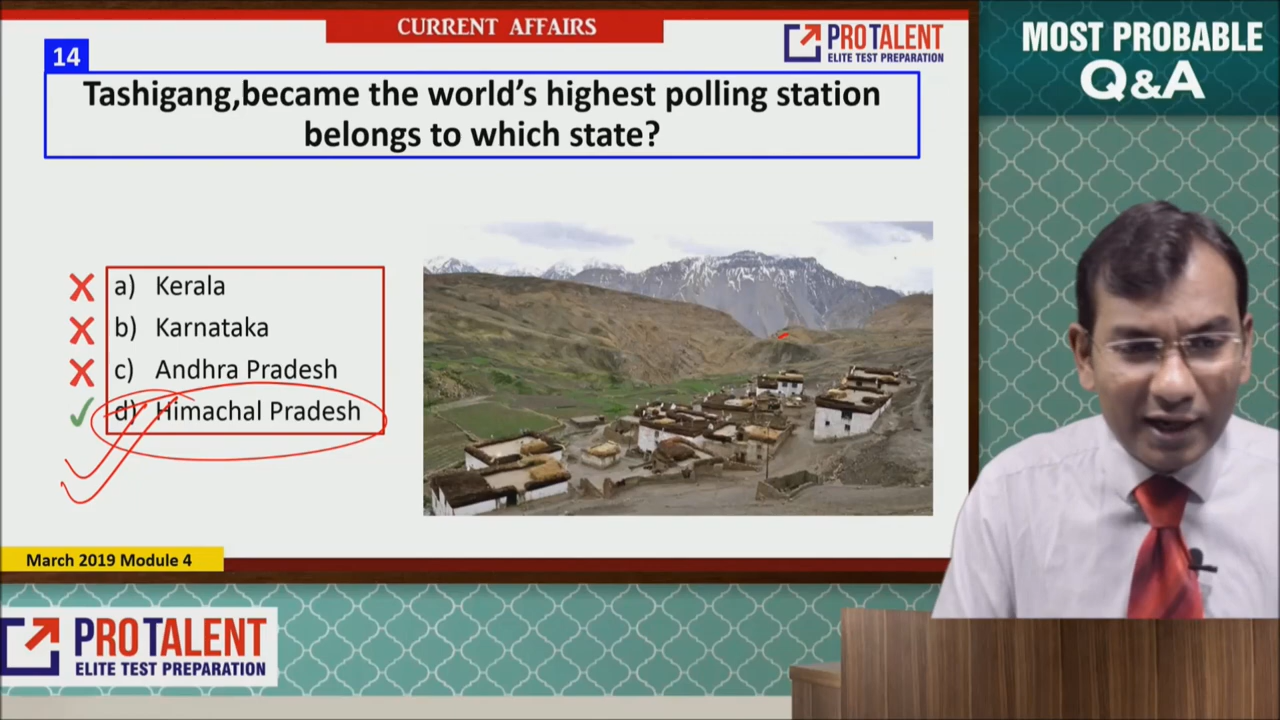 CURRENT AFFAIRS
PROTALENT
ELITE TEST PREPARATION
MOST PROBABLE
Q&A
14
Tashigang,became the world's highest polling station
belongs to which state?
a) Kerala
b) Karnataka
c) Andhra Pradesh
d) Himachal Pradesh
March 2019 Module 4
PROTALENT
ELITE TEST PREPARATION